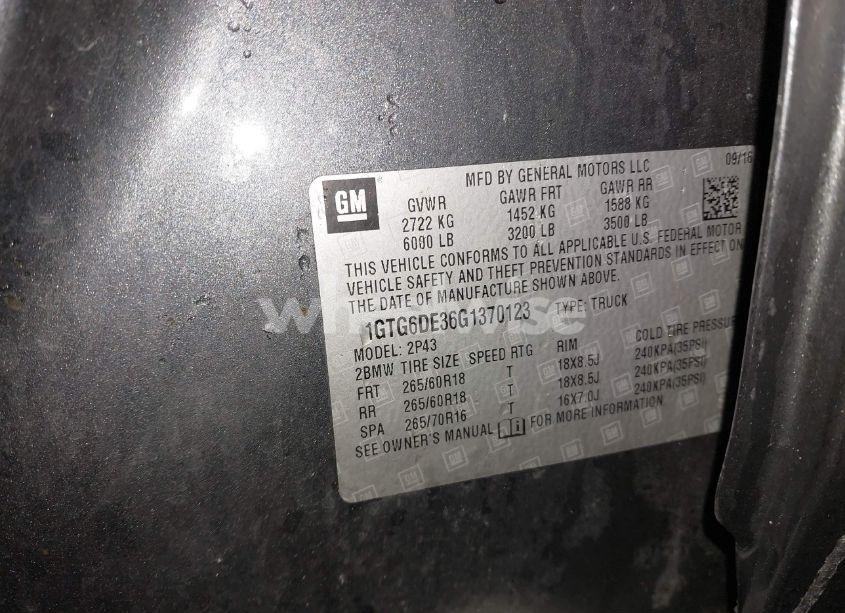 GM
MFD BY GENERAL MOTORS LLC 09/16
GVWR GAWR FRT GAWR RR
2722 KG 1452 KG 1588 KG
6000 LB 3200 LB 3500 LB
THIS VEHICLE CONFORMS TO ALL APPLICABLE U.S. FEDERAL MOTOR
VEHICLE SAFETY AND THEFT PREVENTION STANDARDS IN EFFECT ON
THE DATE OF MANUFACTURE SHOWN ABOVE.
1GTG6DE36G1370123 TYPE: TRUCK
MODEL: 2P43
2BMW TIRE SIZE SPEED RTG RIM COLD TIRE PRESSURE
FRT 265/60R18 T 18X8.5J 240KPA(35PSI)
RR 265/60R18 T 18X8.5J 240KPA(35PSI)
SPA 265/70R16 T 16X7.0J 240KPA(35PSI)
SEE OWNER'S MANUAL FOR MORE INFORMATION